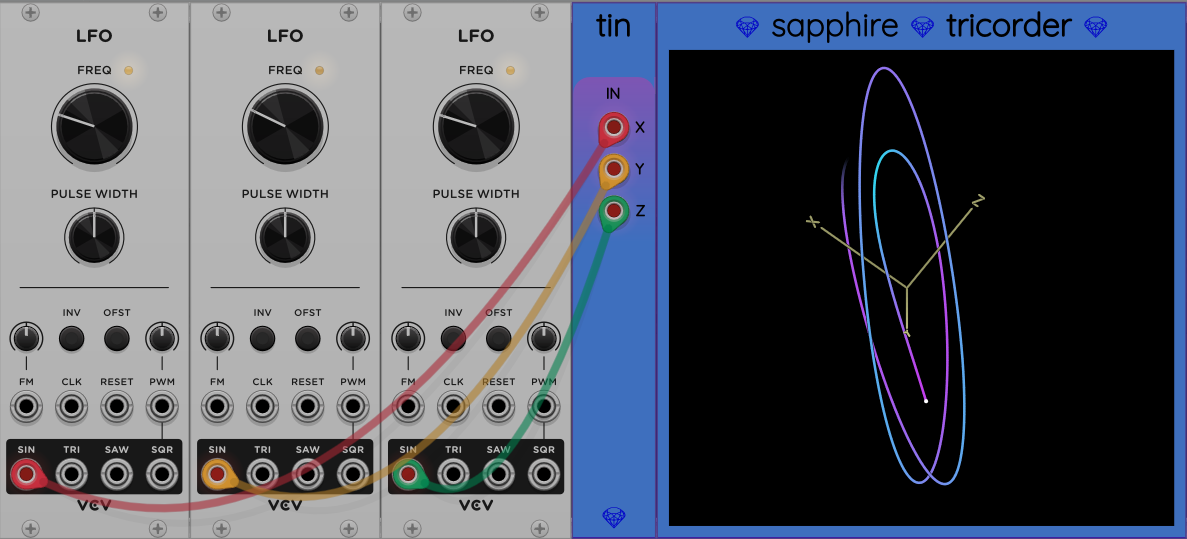 LFO
FREQ
PULSE WIDTH
INV OFST
FM CLK RESET PWM
SIN TRI SAW SQR
VCV
LFO
FREQ
PULSE WIDTH
INV OFST
FM CLK RESET PWM
SIN TRI SAW SQR
VCV
LFO
FREQ
PULSE WIDTH
INV OFST
FM CLK RESET PWM
SIN TRI SAW SQR
VCV
tin
IN
X
Y
Z
sapphire tricorder
X
Z
Y